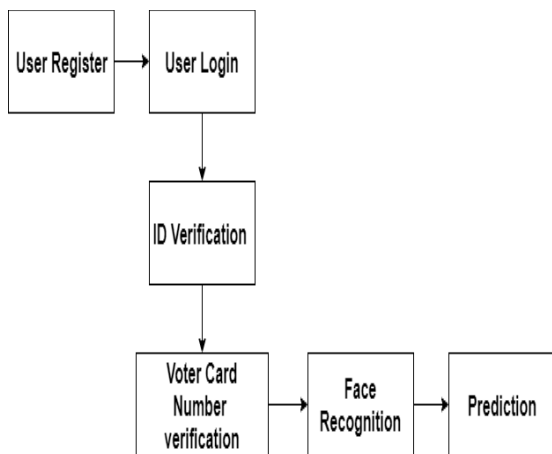 User Register
User Login
ID Verification
Voter Card
Number
verification
Face
Recognition
Prediction